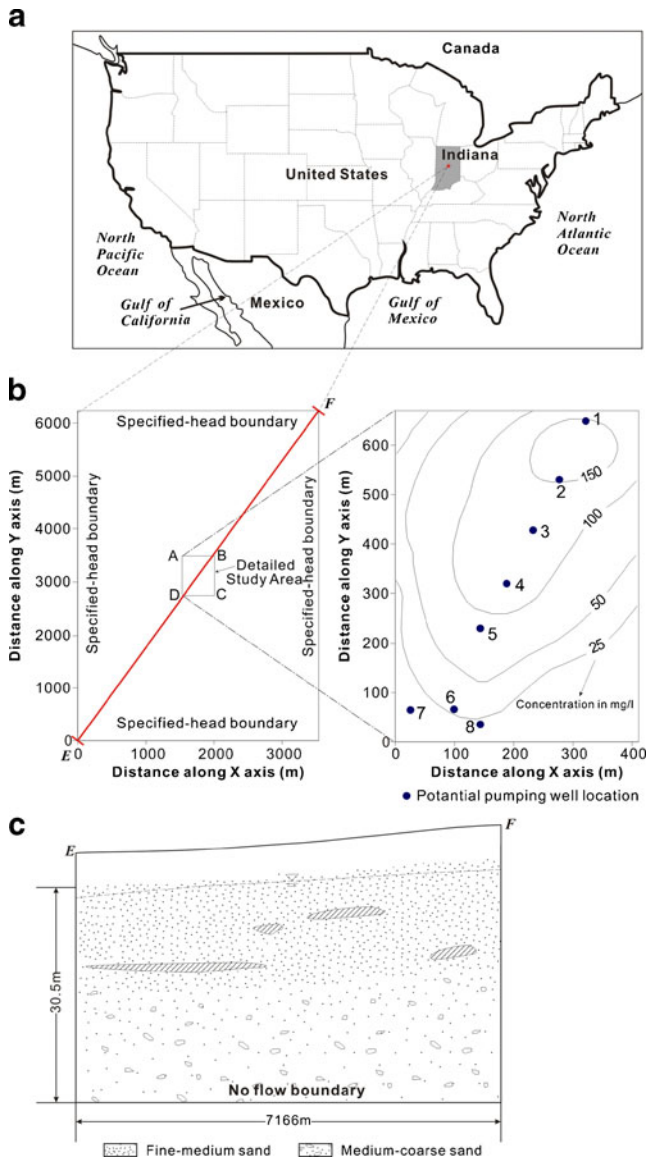 a
Canada
Indiana
United States
North
Pacific
Ocean
North
Atlantic
Ocean
Gulf of
California
Mexico
Gulf of
Mexico
b
F
6000
5000
4000
3000
2000
1000
0
Distance along Y axis (m)
Specified-head boundary
Specified-head boundary
Specified-head boundary
A
B
Detailed
Study Area
D
C
Specified-head boundary
E
0
1000
2000
3000
Distance along X axis (m)
600
500
400
300
200
100
0
Distance along Y axis (m)
1
150
2
100
3
4
50
5
25
Concentration in mg/l
7
6
8
0
100
200
300
400
Distance along X axis (m)
Potential pumping well location
c
E
F
30.5m
No flow boundary
7166m
Fine-medium sand
Medium-coarse sand